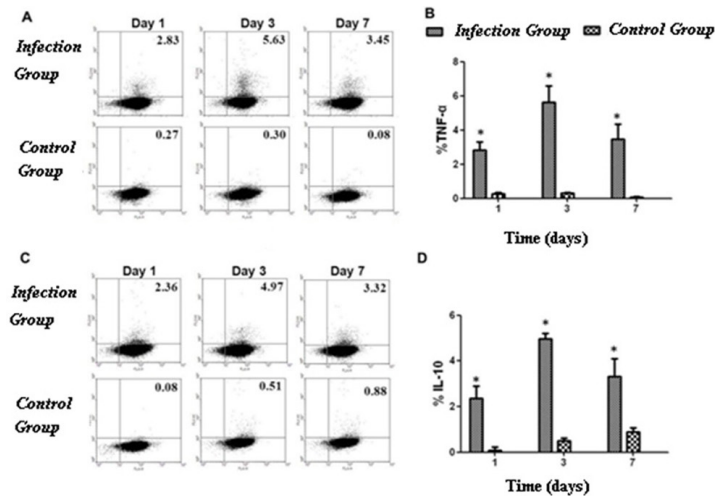 A
Day 1 Day 3 Day 7
Infection Group
2.83 5.63 3.45
Control Group
0.27 0.30 0.08
B
Infection Group Control Group
%TNF-α
8
6
4
2
0
* * *
1 3 7
Time (days)
C
Day 1 Day 3 Day 7
Infection Group
2.36 4.97 3.32
Control Group
0.08 0.51 0.88
D
% IL-10
6
4
2
0
* * *
1 3 7
Time (days)